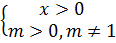 x > 0
m > 0, m ≠ 1